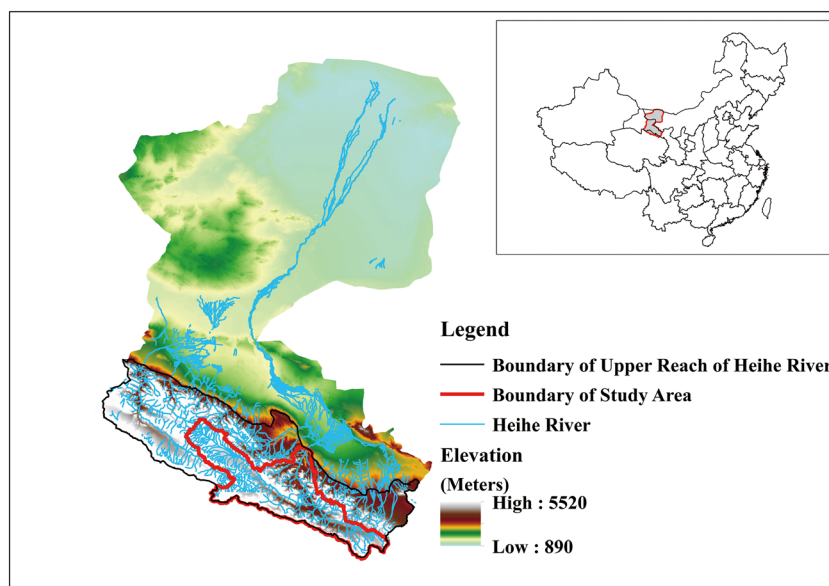 Legend
Boundary of Upper Reach of Heihe River
Boundary of Study Area
Heihe River
Elevation
(Meters)
High : 5520
Low : 890